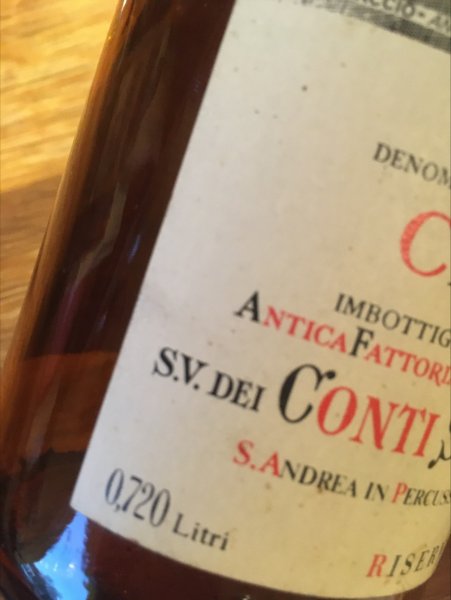 DENOM
IMBOTTIG
ANTICA FATTORI
S.V. DEI CONTI
S. ANDREA IN PERCUSS
0,720 Litri
RISER